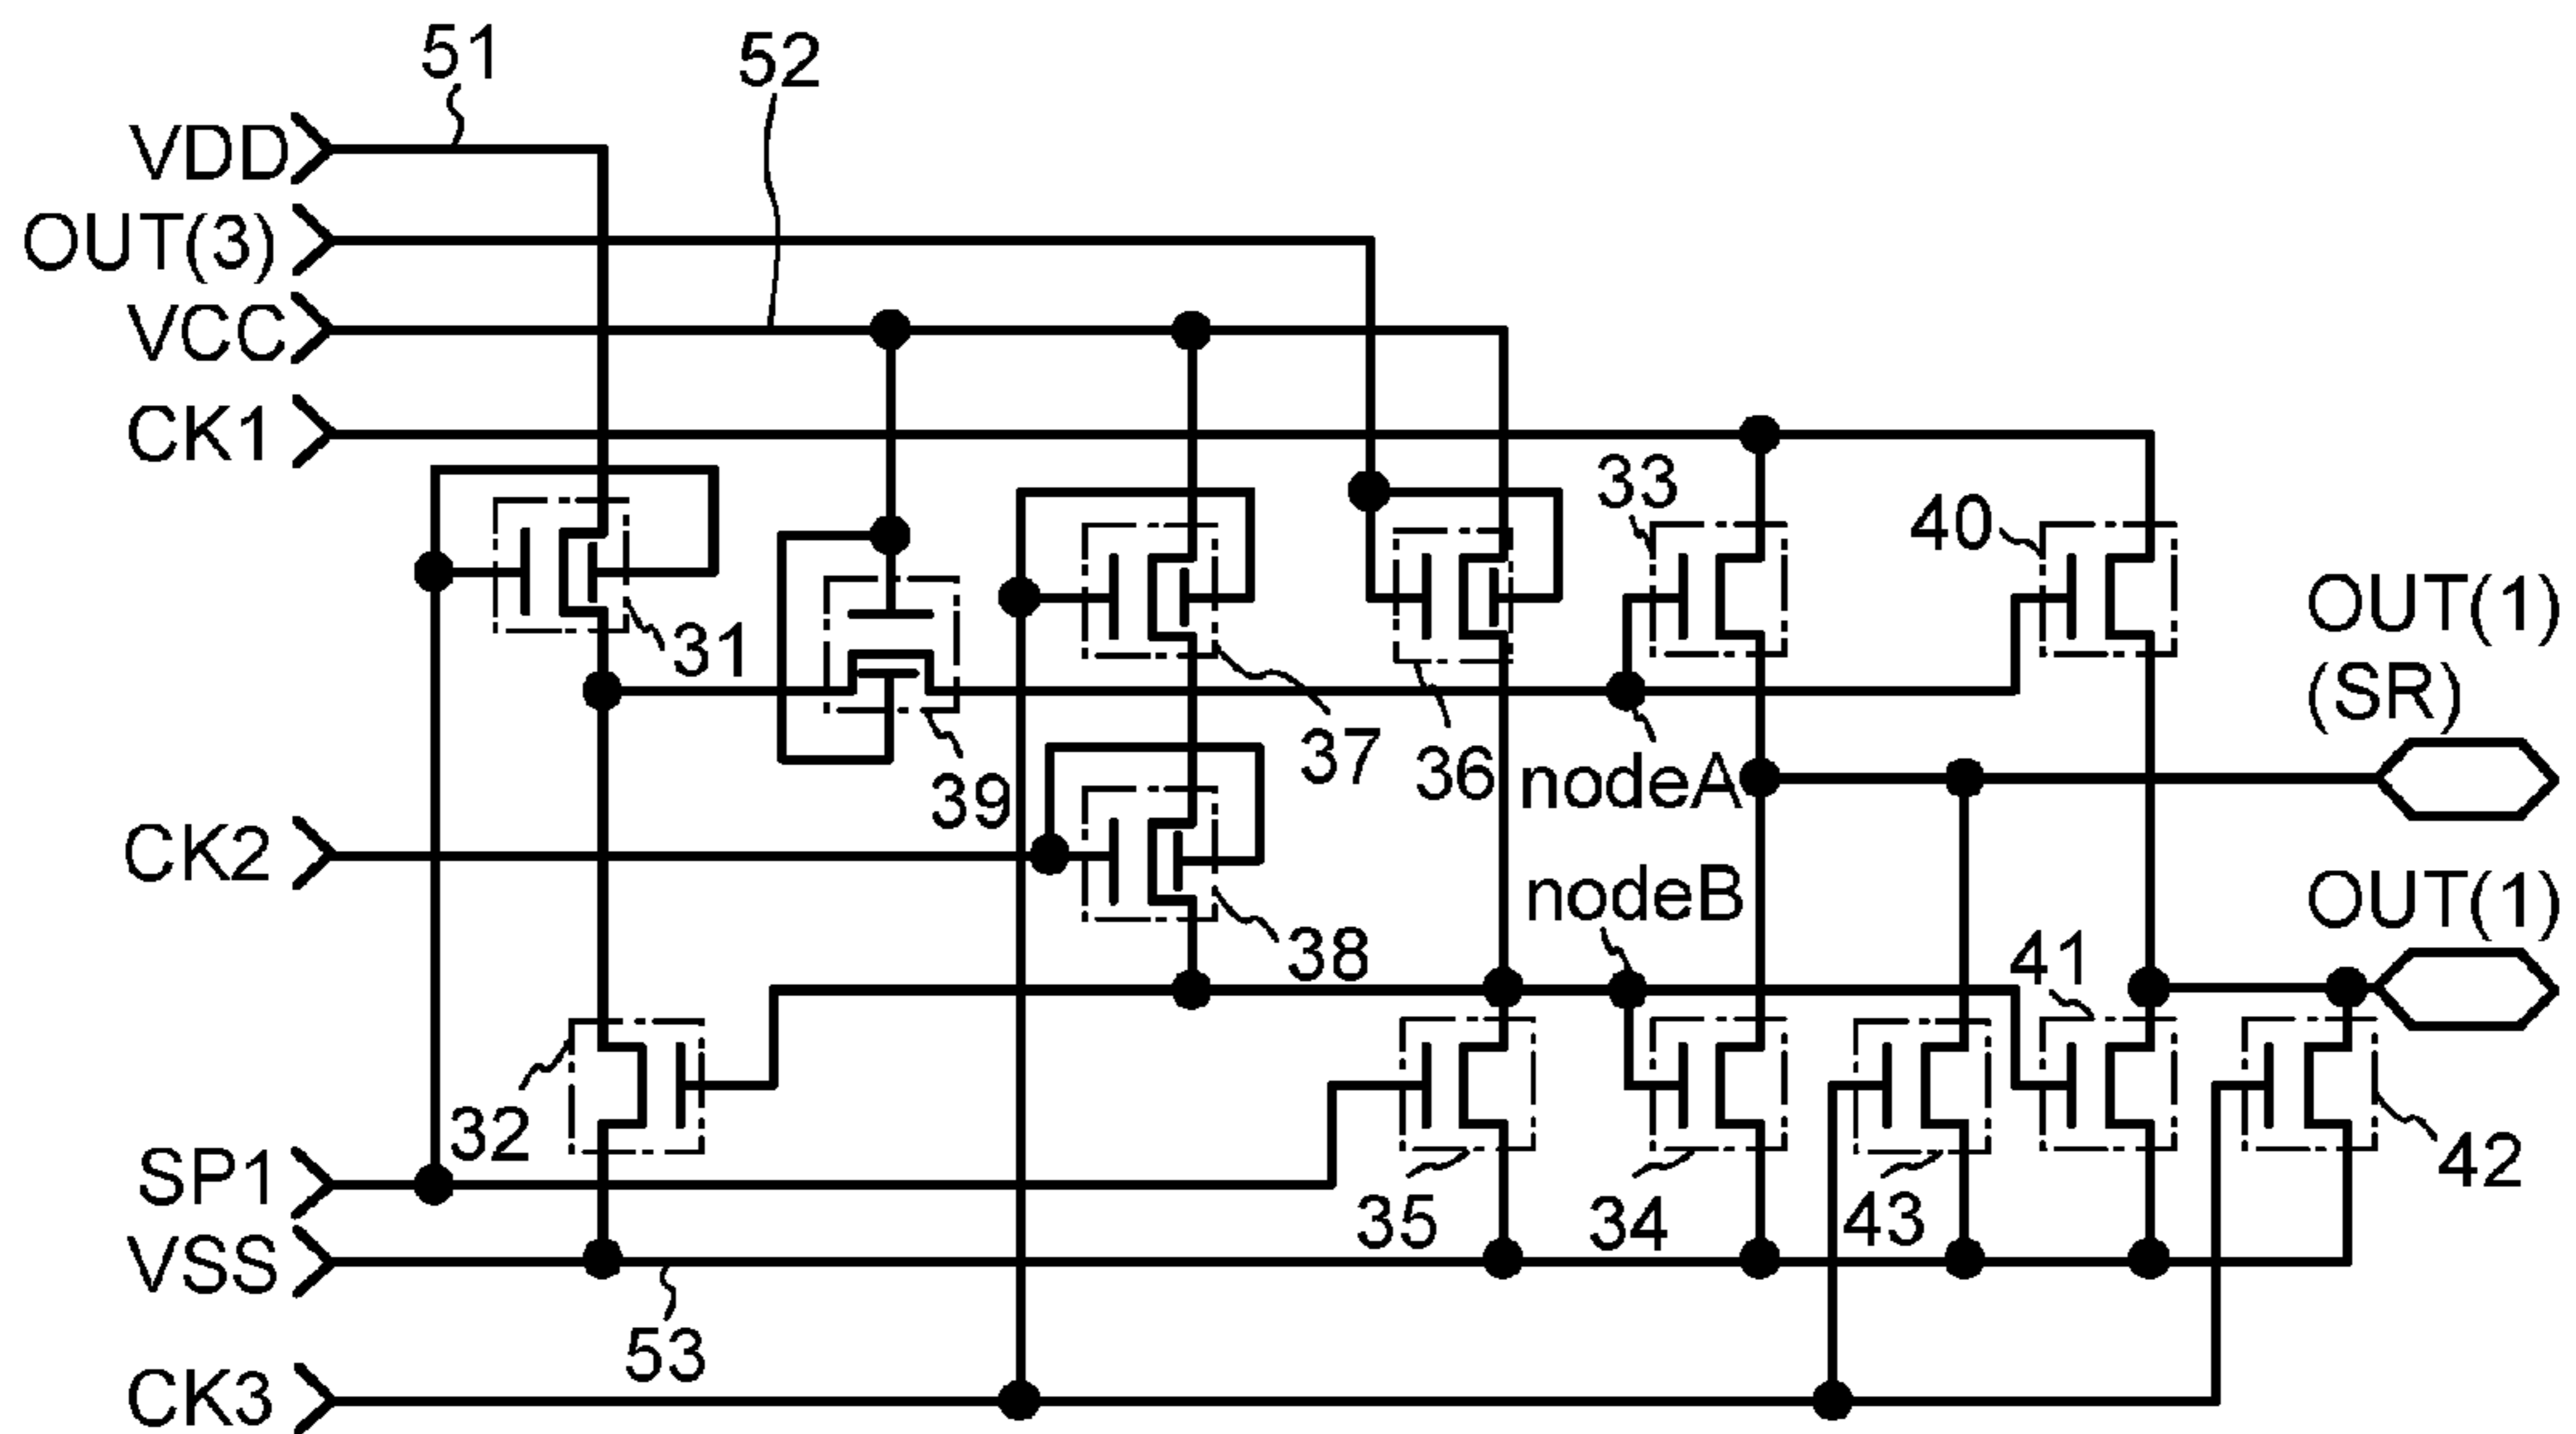 51
52
VDD
OUT(3)
VCC
CK1
33
40
OUT(1)
(SR)
31
37
36
nodeA
39
CK2
nodeB
OUT(1)
38
41
32
SP1
42
35
34
43
VSS
53
CK3